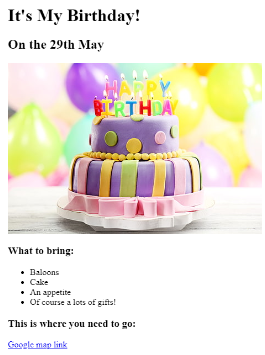 It's My Birthday!
On the 29th May
HAPPY
BIRTHDAY
What to bring:
Baloons
Cake
An appetite
Of course a lots of gifts!
This is where you need to go:
Google map link